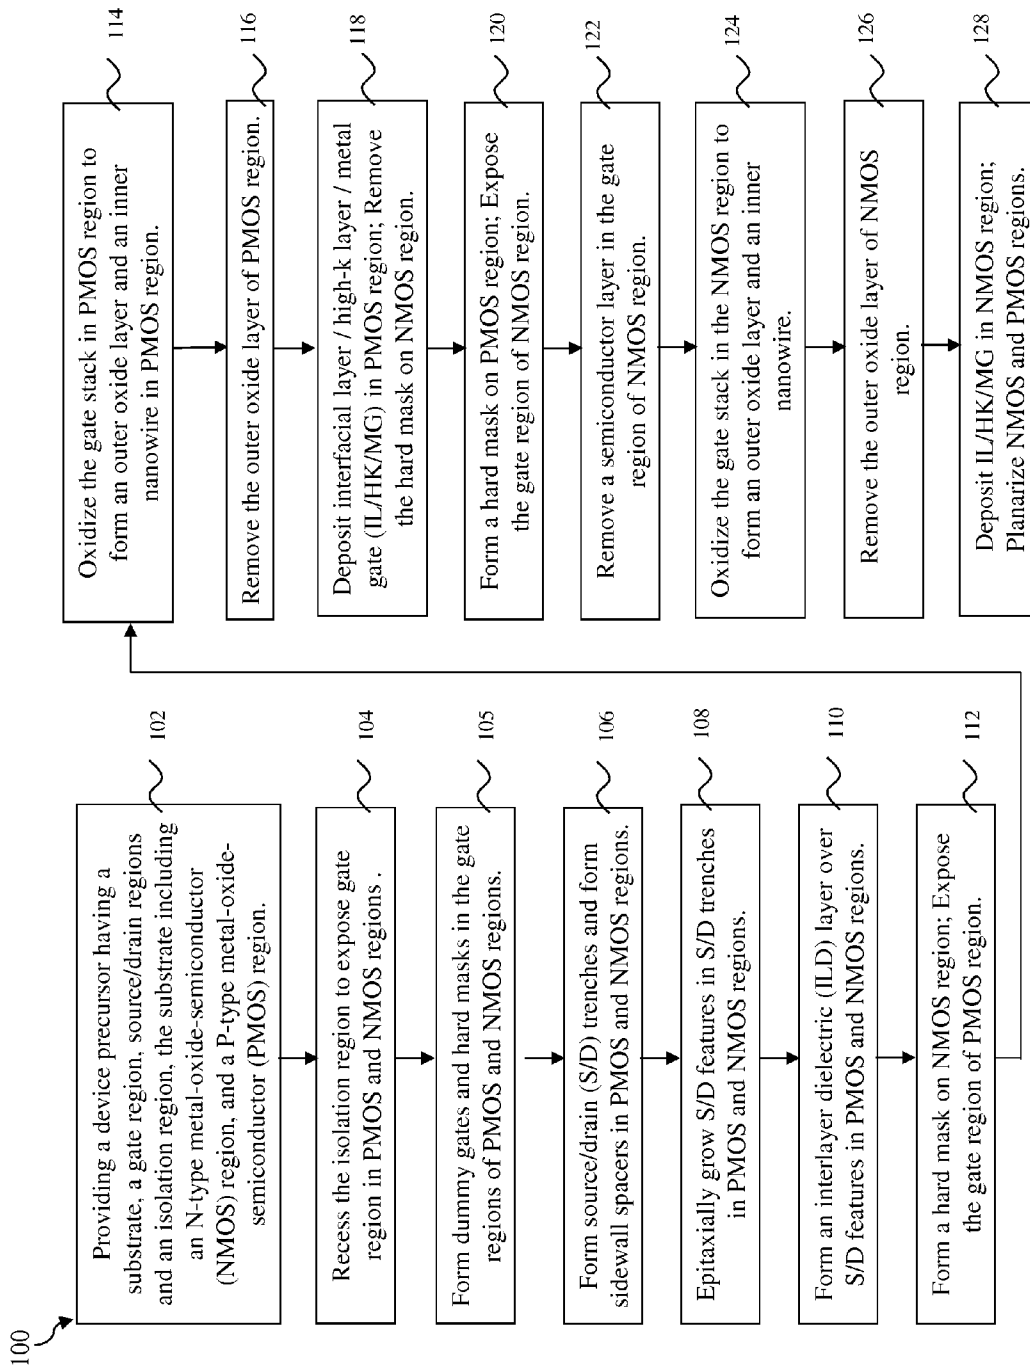 100
Providing a device precursor having a
substrate, a gate region, source/drain regions
and an isolation region, the substrate including
an N-type metal-oxide-semiconductor
(NMOS) region, and a P-type metal-oxide-
semiconductor (PMOS) region.
102
Recess the isolation region to expose gate
region in PMOS and NMOS regions .
104
Form dummy gates and hard masks in the gate
regions of PMOS and NMOS regions.
105
Form source/drain (S/D) trenches and form
sidewall spacers in PMOS and NMOS regions.
106
Epitaxially grow S/D features in S/D trenches
in PMOS and NMOS regions.
108
Form an interlayer dielectric (ILD) layer over
S/D features in PMOS and NMOS regions.
110
Form a hard mask on NMOS region; Expose
the gate region of PMOS region.
112
Oxidize the gate stack in PMOS region to
form an outer oxide layer and an inner
nanowire in PMOS region.
114
Remove the outer oxide layer of PMOS region.
116
Deposit interfacial layer / high-k layer / metal
gate (IL/HK/MG) in PMOS region; Remove
the hard mask on NMOS region.
118
Form a hard mask on PMOS region; Expose
the gate region of NMOS region.
120
Remove a semiconductor layer in the gate
region of NMOS region.
122
Oxidize the gate stack in the NMOS region to
form an outer oxide layer and an inner
nanowire.
124
Remove the outer oxide layer of NMOS
region.
126
Deposit IL/HK/MG in NMOS region;
Planarize NMOS and PMOS regions.
128